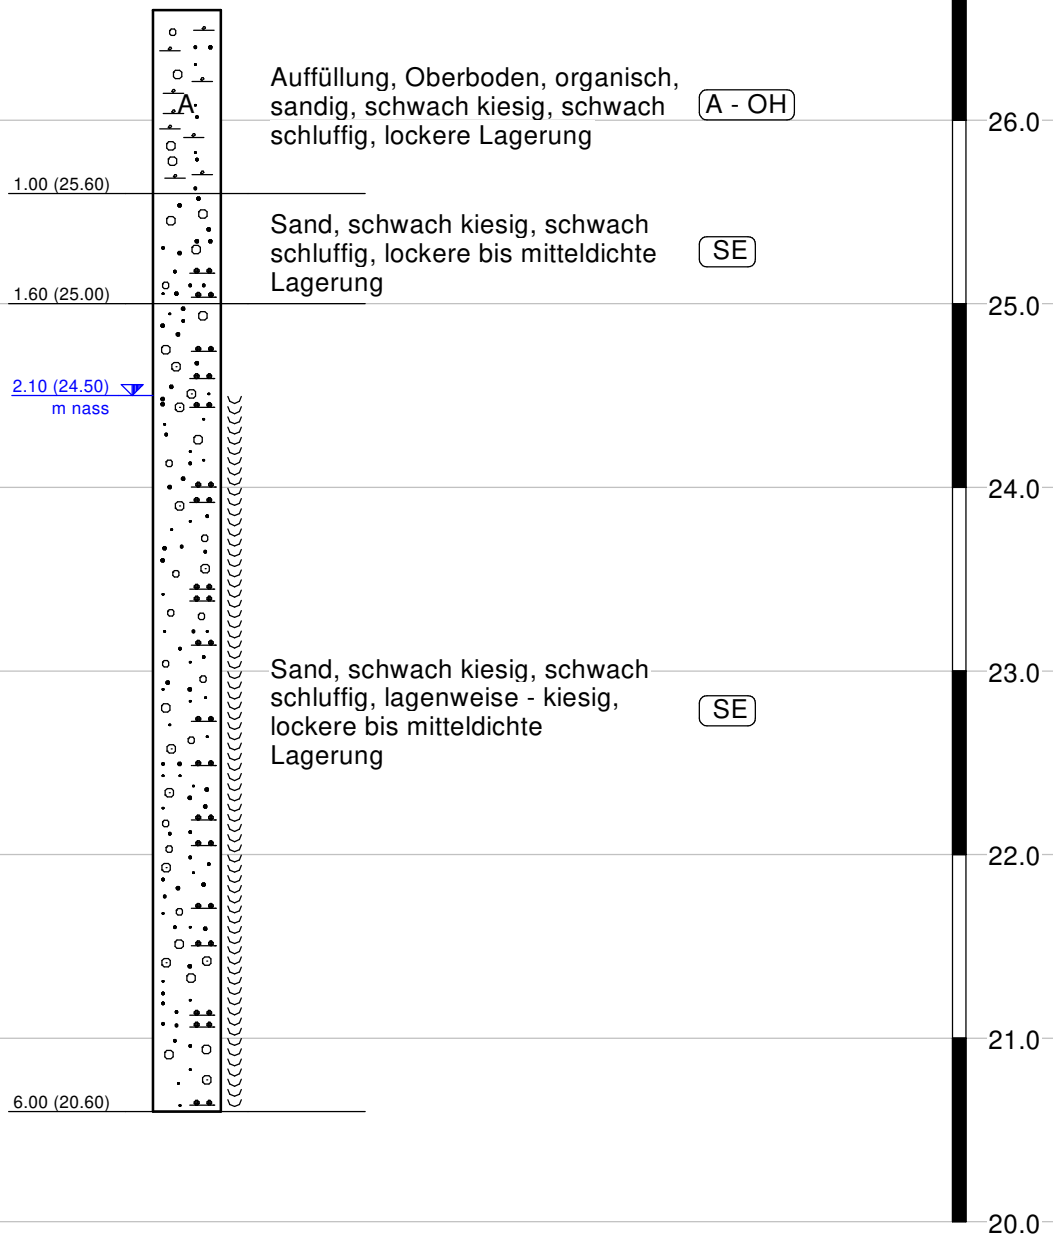 A
Auffüllung, Oberboden, organisch,
sandig, schwach kiesig, schwach
schluffig, lockere Lagerung
A - OH
26.0
1.00 (25.60)
Sand, schwach kiesig, schwach
schluffig, lockere bis mitteldichte
Lagerung
SE
1.60 (25.00)
25.0
2.10 (24.50)
m nass
24.0
23.0
Sand, schwach kiesig, schwach
schluffig, lagenweise - kiesig,
lockere bis mitteldichte
Lagerung
SE
22.0
21.0
6.00 (20.60)
20.0